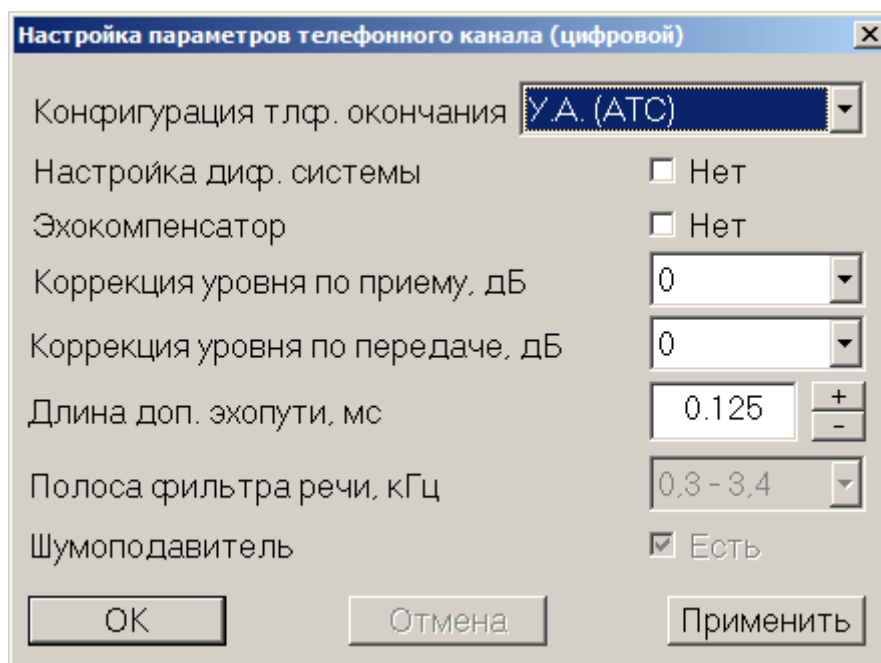 Настройка параметров телефонного канала (цифровой)
Конфигурация тлф. окончания У.А. (АТС)
Настройка диф. системы Нет
Эхокомпенсатор Нет
Коррекция уровня по приему, дБ 0
Коррекция уровня по передаче, дБ 0
Длина доп. эхопути, мс 0.125 + -
Полоса фильтра речи, кГц 0,3 - 3,4
Шумоподавитель Есть
OK Отмена Применить